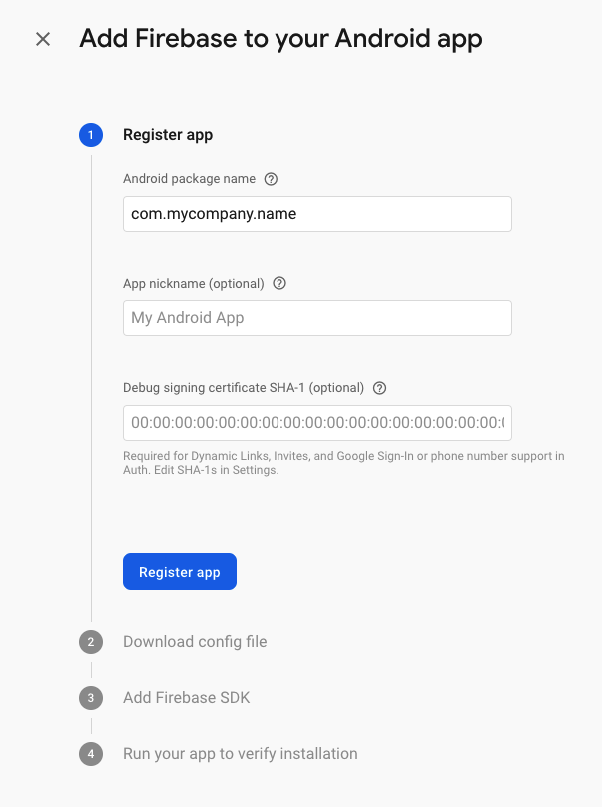 Add Firebase to your Android app
1
Register app
Android package name
com.mycompany.name
App nickname (optional)
My Android App
Debug signing certificate SHA-1 (optional)
00:00:00:00:00:00:00:00:00:00:00:00:00:00:00:00:00:
Required for Dynamic Links, Invites, and Google Sign-In or phone number support in
Auth. Edit SHA-1s in Settings.
Register app
2
Download config file
3
Add Firebase SDK
4
Run your app to verify installation